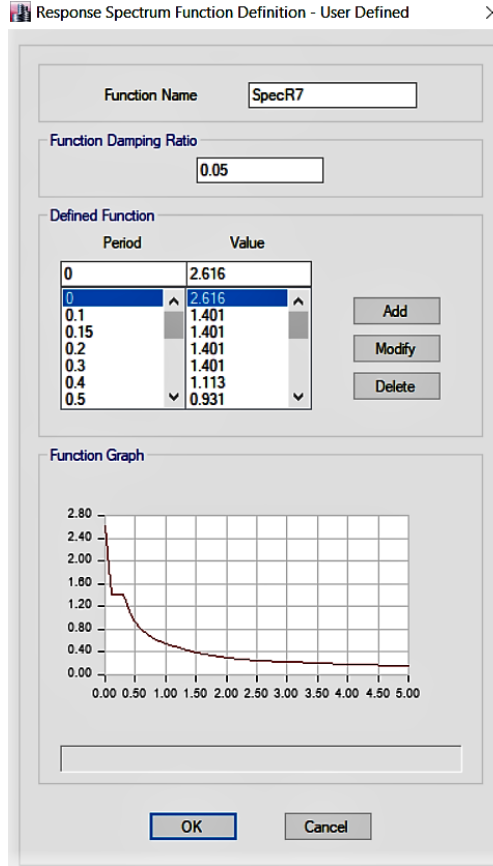 Response Spectrum Function Definition - User Defined
Function Name SpecR7
Function Damping Ratio
0.05
Defined Function
Period Value
0 2.616
0 2.616
0.1 1.401
0.15 1.401
0.2 1.401
0.3 1.401
0.4 1.113
0.5 0.931
Add
Modify
Delete
Function Graph
2.80
2.40
2.00
1.60
1.20
0.80
0.40
0.00
0.00 0.50 1.00 1.50 2.00 2.50 3.00 3.50 4.00 4.50 5.00
OK Cancel